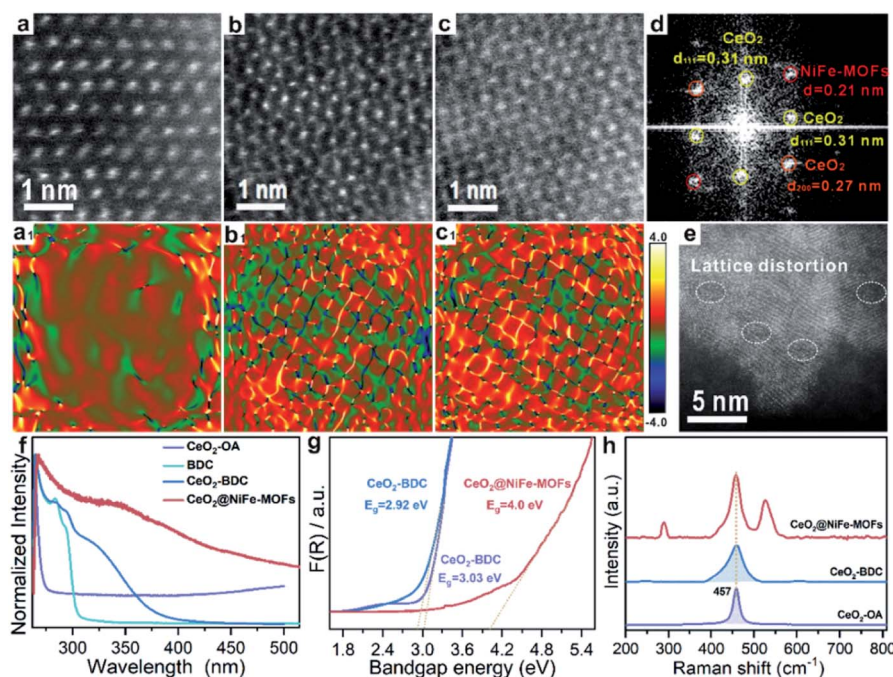 a
1 nm
b
1 nm
c
1 nm
d
CeO₂
d₁₁₁=0.31 nm
NiFe-MOFs
d=0.21 nm
CeO₂
d₁₁₁=0.31 nm
CeO₂
d₂₀₀=0.27 nm
a₁
b₁
c₁
4.0
-4.0
e
Lattice distortion
5 nm
f
CeO₂-OA
BDC
CeO₂-BDC
CeO₂@NiFe-MOFs
Normalized Intensity
250 300 350 400 450 500
Wavelength (nm)
g
CeO₂-BDC
E_g=2.92 eV
CeO₂@NiFe-MOFs
E_g=4.0 eV
CeO₂-BDC
E_g=3.03 eV
F(R) / a.u.
1.8 2.4 3.0 3.6 4.2 4.8 5.4
Bandgap energy (eV)
h
CeO₂@NiFe-MOFs
CeO₂-BDC
457
CeO₂-OA
Intensity (a.u.)
200 300 400 500 600 700 800
Raman shift (cm⁻¹)